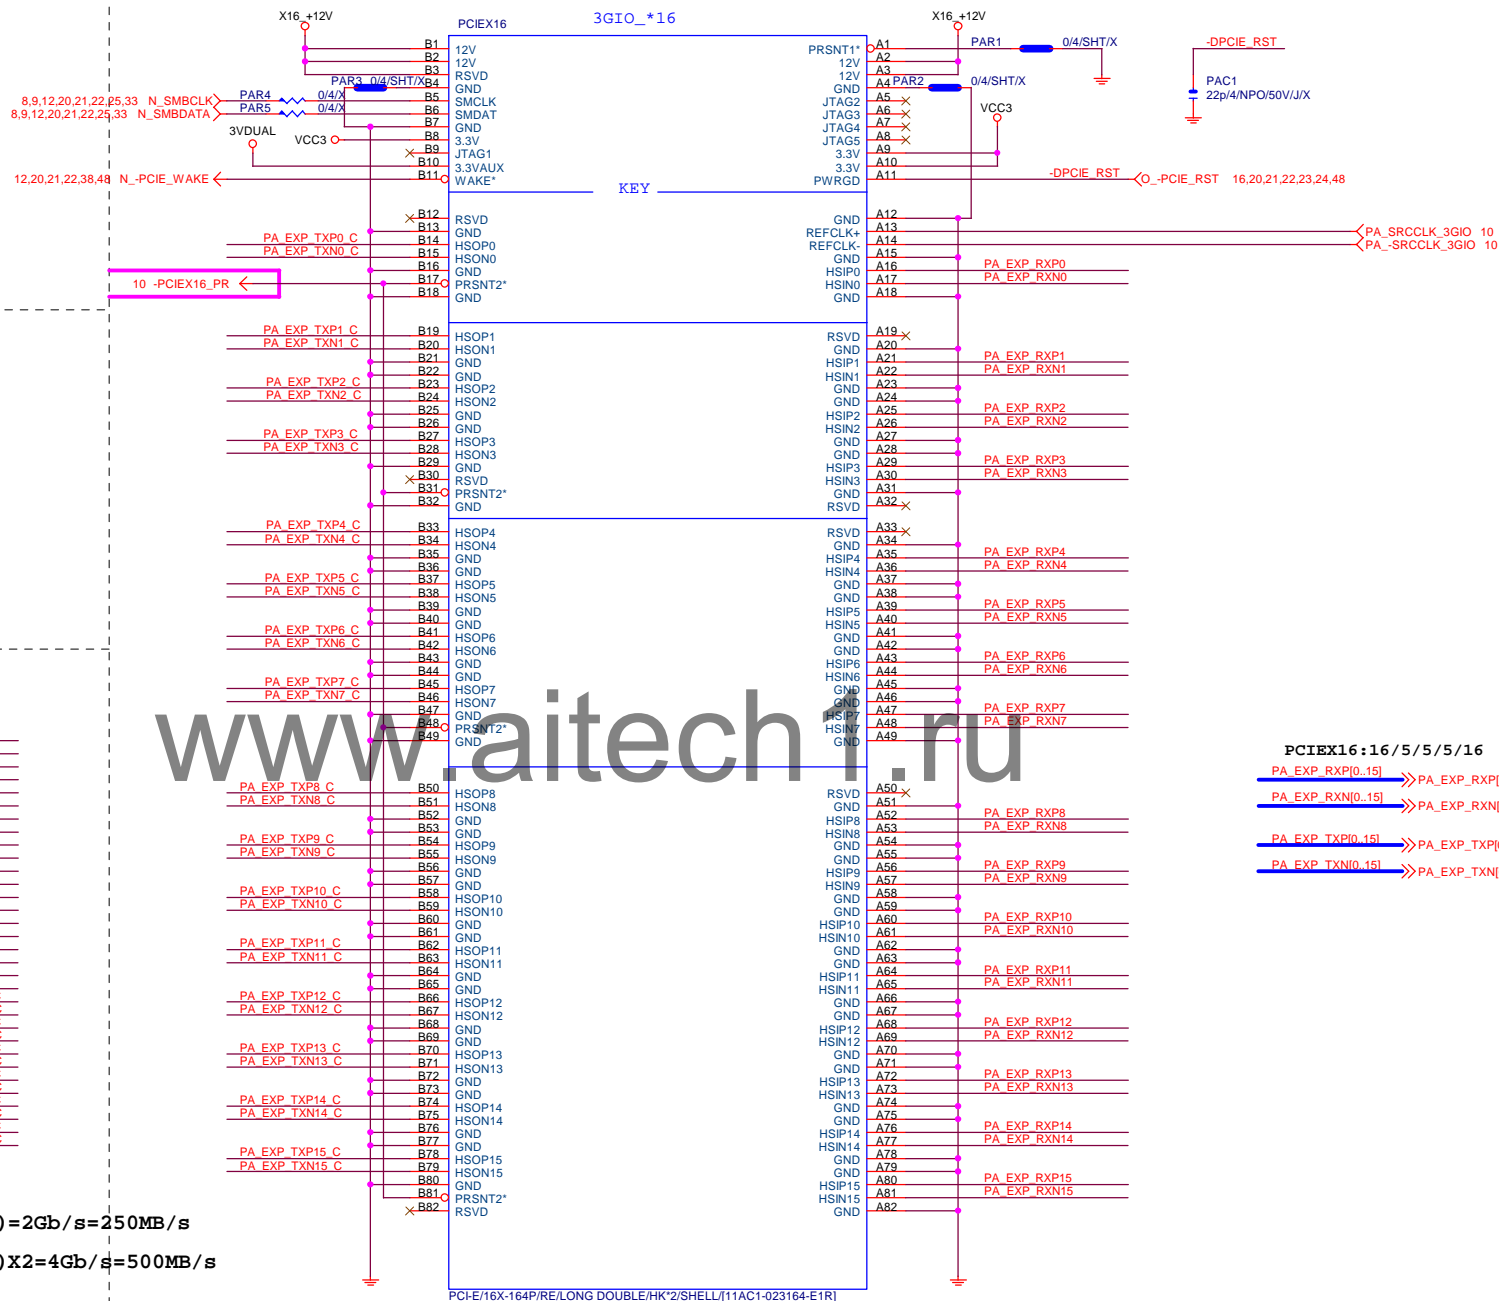 X16_+12V
PCIEX16
3GIO_*16
X16_+12V
B1 12V
B2 12V
B3 RSVD
PAR3 0/4/SHT/X
B4 GND
8,9,12,20,21,22,25,33 N_SMBCLK PAR4 0/4/X B5 SMCLK
8,9,12,20,21,22,25,33 N_SMBDATA PAR5 0/4/X B6 SMDAT
B7 GND
3VDUAL
VCC3 B8 3.3V
B9 JTAG1
B10 3.3VAUX
12,20,21,22,38,48 N_-PCIE_WAKE B11 WAKE*
PRSNT1* A1 PAR1 0/4/SHT/X
12V A2
12V A3
GND A4 PAR2 0/4/SHT/X
JTAG2 A5
JTAG3 A6
JTAG4 A7
JTAG5 A8
VCC3
3.3V A9
3.3V A10
PWRGD A11 -DPCIE_RST O_-PCIE_RST 16,20,21,22,23,24,48
-DPCIE_RST
PAC1
22p/4/NPO/50V/J/X
KEY
B12 RSVD
B13 GND
PA_EXP_TXP0_C B14 HSOP0
PA_EXP_TXN0_C B15 HSON0
B16 GND
10 -PCIEX16_PR B17 PRSNT2*
B18 GND
GND A12
REFCLK+ A13 PA_SRCCLK_3GIO 10
REFCLK- A14 PA_-SRCCLK_3GIO 10
GND A15
HSIP0 A16 PA_EXP_RXP0
HSIN0 A17 PA_EXP_RXN0
GND A18
PA_EXP_TXP1_C B19 HSOP1
PA_EXP_TXN1_C B20 HSON1
B21 GND
B22 GND
PA_EXP_TXP2_C B23 HSOP2
PA_EXP_TXN2_C B24 HSON2
B25 GND
B26 GND
PA_EXP_TXP3_C B27 HSOP3
PA_EXP_TXN3_C B28 HSON3
B29 GND
B30 RSVD
B31 PRSNT2*
B32 GND
RSVD A19
GND A20
HSIP1 A21 PA_EXP_RXP1
HSIN1 A22 PA_EXP_RXN1
GND A23
GND A24
HSIP2 A25 PA_EXP_RXP2
HSIN2 A26 PA_EXP_RXN2
GND A27
GND A28
HSIP3 A29 PA_EXP_RXP3
HSIN3 A30 PA_EXP_RXN3
GND A31
RSVD A32
PA_EXP_TXP4_C B33 HSOP4
PA_EXP_TXN4_C B34 HSON4
B35 GND
B36 GND
PA_EXP_TXP5_C B37 HSOP5
PA_EXP_TXN5_C B38 HSON5
B39 GND
B40 GND
PA_EXP_TXP6_C B41 HSOP6
PA_EXP_TXN6_C B42 HSON6
B43 GND
B44 GND
PA_EXP_TXP7_C B45 HSOP7
PA_EXP_TXN7_C B46 HSON7
B47 GND
B48 PRSNT2*
B49 GND
RSVD A33
GND A34
HSIP4 A35 PA_EXP_RXP4
HSIN4 A36 PA_EXP_RXN4
GND A37
GND A38
HSIP5 A39 PA_EXP_RXP5
HSIN5 A40 PA_EXP_RXN5
GND A41
GND A42
HSIP6 A43 PA_EXP_RXP6
HSIN6 A44 PA_EXP_RXN6
GND A45
GND A46
HSIP7 A47 PA_EXP_RXP7
HSIN7 A48 PA_EXP_RXN7
GND A49
www.aitech1.ru
PCIEX16:16/5/5/5/16
PA_EXP_RXP[0..15] PA_EXP_RXP[
PA_EXP_RXN[0..15] PA_EXP_RXN[
PA_EXP_TXP[0..15] PA_EXP_TXP[
PA_EXP_TXN[0..15] PA_EXP_TXN[
PA_EXP_TXP8_C B50 HSOP8
PA_EXP_TXN8_C B51 HSON8
B52 GND
B53 GND
PA_EXP_TXP9_C B54 HSOP9
PA_EXP_TXN9_C B55 HSON9
B56 GND
B57 GND
PA_EXP_TXP10_C B58 HSOP10
PA_EXP_TXN10_C B59 HSON10
B60 GND
B61 GND
PA_EXP_TXP11_C B62 HSOP11
PA_EXP_TXN11_C B63 HSON11
B64 GND
B65 GND
PA_EXP_TXP12_C B66 HSOP12
PA_EXP_TXN12_C B67 HSON12
B68 GND
B69 GND
PA_EXP_TXP13_C B70 HSOP13
PA_EXP_TXN13_C B71 HSON13
B72 GND
B73 GND
PA_EXP_TXP14_C B74 HSOP14
PA_EXP_TXN14_C B75 HSON14
B76 GND
B77 GND
PA_EXP_TXP15_C B78 HSOP15
PA_EXP_TXN15_C B79 HSON15
B80 GND
B81 PRSNT2*
B82 RSVD
RSVD A50
GND A51
HSIP8 A52 PA_EXP_RXP8
HSIN8 A53 PA_EXP_RXN8
GND A54
GND A55
HSIP9 A56 PA_EXP_RXP9
HSIN9 A57 PA_EXP_RXN9
GND A58
GND A59
HSIP10 A60 PA_EXP_RXP10
HSIN10 A61 PA_EXP_RXN10
GND A62
GND A63
HSIP11 A64 PA_EXP_RXP11
HSIN11 A65 PA_EXP_RXN11
GND A66
GND A67
HSIP12 A68 PA_EXP_RXP12
HSIN12 A69 PA_EXP_RXN12
GND A70
GND A71
HSIP13 A72 PA_EXP_RXP13
HSIN13 A73 PA_EXP_RXN13
GND A74
GND A75
HSIP14 A76 PA_EXP_RXP14
HSIN14 A77 PA_EXP_RXN14
GND A78
GND A79
HSIP15 A80 PA_EXP_RXP15
HSIN15 A81 PA_EXP_RXN15
GND A82
)=2Gb/s=250MB/s
)X2=4Gb/s=500MB/s
PCI-E/16X-164P/RE/LONG DOUBLE/HK*2/SHELL/[11AC1-023164-E1R]